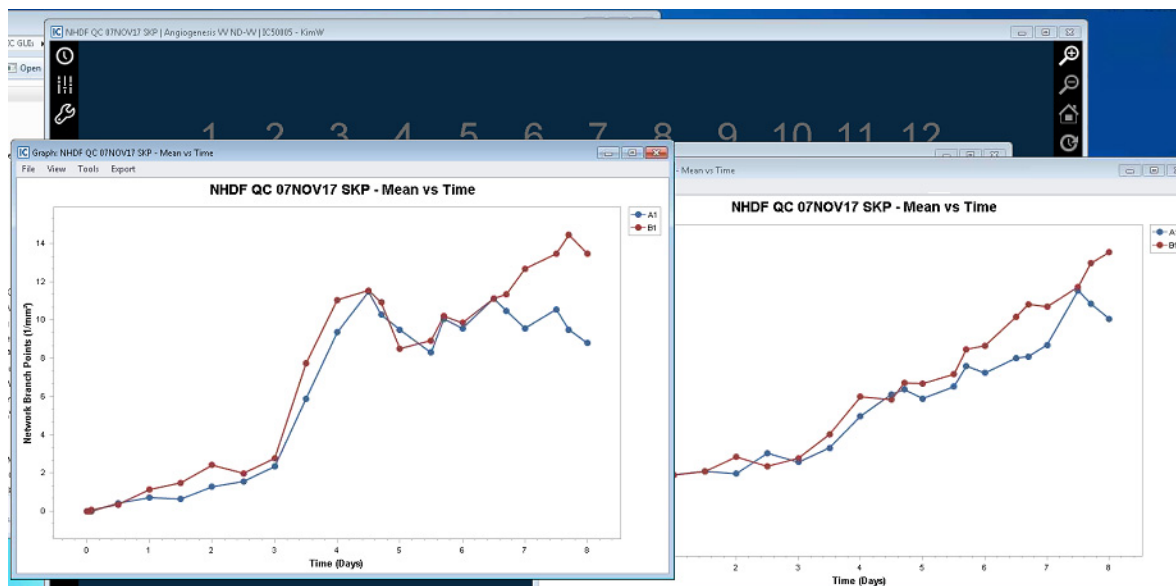 NHDF QC 07NOV17 SKP | Angiogenesis VV ND-VV | IC50805 - KimW
Open
1 2 3 4 5 6 7 8 9 10 11 12
Graph: NHDF QC 07NOV17 SKP - Mean vs Time
File View Tools Export
NHDF QC 07NOV17 SKP - Mean vs Time
A1
B1
Network Branch Points (1/mm²)
14
12
10
8
6
4
2
0
0 1 2 3 4 5 6 7 8
Time (Days)
- Mean vs Time
NHDF QC 07NOV17 SKP - Mean vs Time
2 3 4 5 6 7 8
Time (Days)